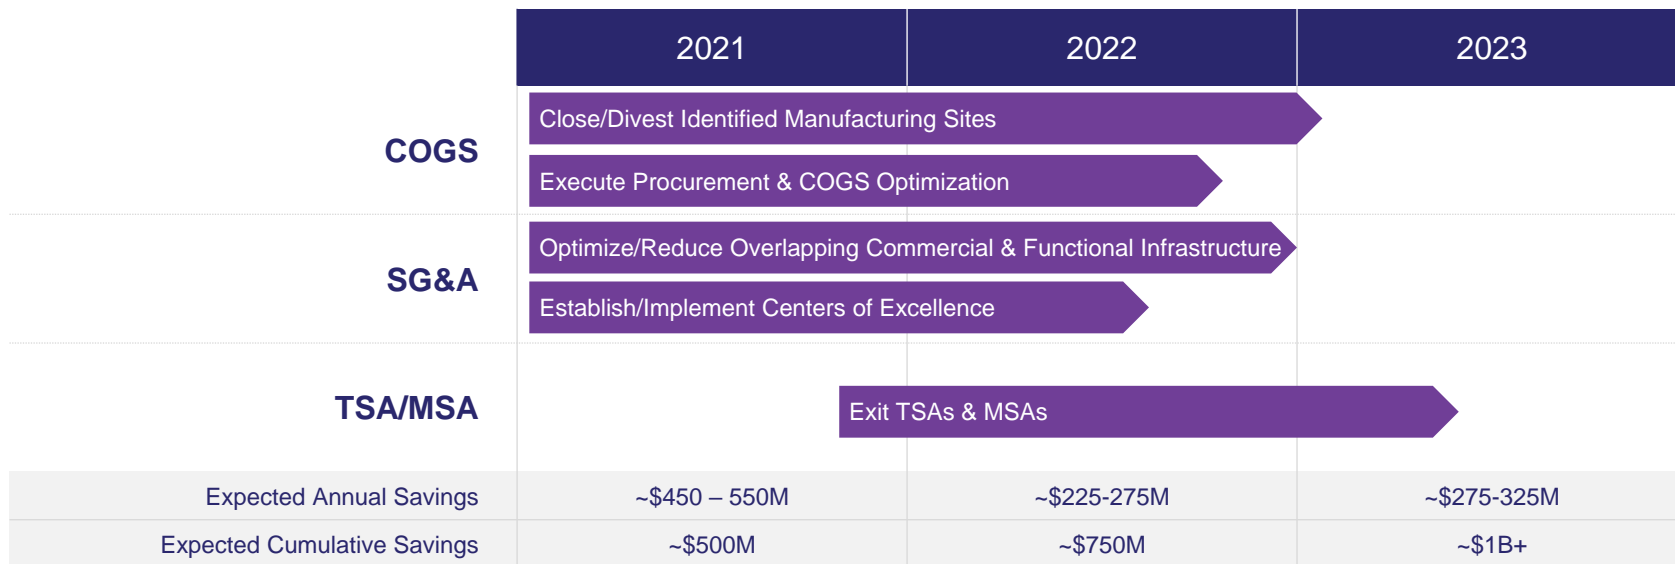 2021 2022 2023
COGS
Close/Divest Identified Manufacturing Sites
Execute Procurement & COGS Optimization
SG&A
Optimize/Reduce Overlapping Commercial & Functional Infrastructure
Establish/Implement Centers of Excellence
TSA/MSA
Exit TSAs & MSAs
Expected Annual Savings ~$450 – 550M ~$225-275M ~$275-325M
Expected Cumulative Savings ~$500M ~$750M ~$1B+